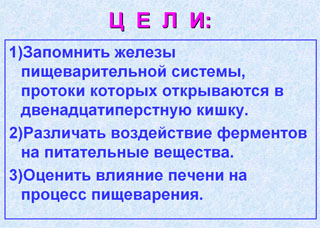 Ц Е Л И:
1)Запомнить железы
пищеварительной системы,
протоки которых открываются в
двенадцатиперстную кишку.
2)Различать воздействие ферментов
на питательные вещества.
3)Оценить влияние печени на
процесс пищеварения.